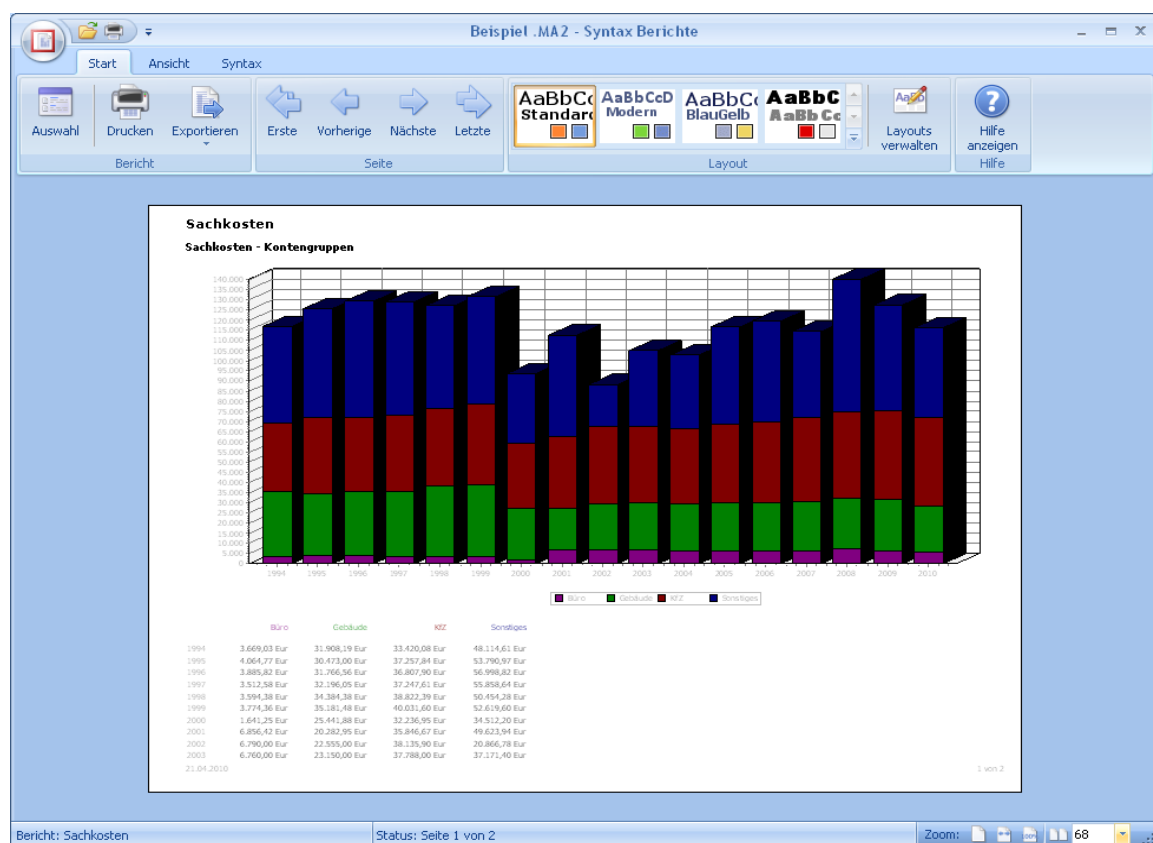 Beispiel .MA2 - Syntax Berichte
Start Ansicht Syntax
AaBbCc Standard AaBbCcD Modern AaBbCc BlauGelb AaBbC AaBb Cc
Auswahl Drucken Exportieren Erste Vorherige Nächste Letzte Layouts verwalten Hilfe anzeigen
Bericht Seite Layout Hilfe
Sachkosten
Sachkosten - Kontengruppen
140.000
135.000
130.000
125.000
120.000
115.000
110.000
105.000
100.000
95.000
90.000
85.000
80.000
75.000
70.000
65.000
60.000
55.000
50.000
45.000
40.000
35.000
30.000
25.000
20.000
15.000
10.000
5.000
0
1994 1995 1996 1997 1998 1999 2000 2001 2002 2003 2004 2005 2006 2007 2008 2009 2010
Büro Gebäude KfZ Sonstiges
Büro Gebäude KfZ Sonstiges
1994 3.669,03 Eur 31.908,19 Eur 33.420,08 Eur 48.114,61 Eur
1995 4.064,77 Eur 30.473,00 Eur 37.257,84 Eur 53.790,97 Eur
1996 3.885,82 Eur 31.766,56 Eur 36.807,90 Eur 56.998,82 Eur
1997 3.512,58 Eur 32.196,05 Eur 37.247,61 Eur 55.858,64 Eur
1998 3.594,38 Eur 34.384,38 Eur 38.822,39 Eur 50.454,28 Eur
1999 3.774,36 Eur 35.181,48 Eur 40.031,60 Eur 52.619,60 Eur
2000 1.641,25 Eur 25.441,88 Eur 32.236,95 Eur 34.512,20 Eur
2001 6.856,42 Eur 20.282,95 Eur 35.846,67 Eur 49.623,94 Eur
2002 6.790,00 Eur 22.555,00 Eur 38.135,90 Eur 20.866,78 Eur
2003 6.760,00 Eur 23.150,00 Eur 37.788,00 Eur 37.171,40 Eur
21.04.2010 1 von 2
Bericht: Sachkosten Status: Seite 1 von 2 Zoom: 100% 68